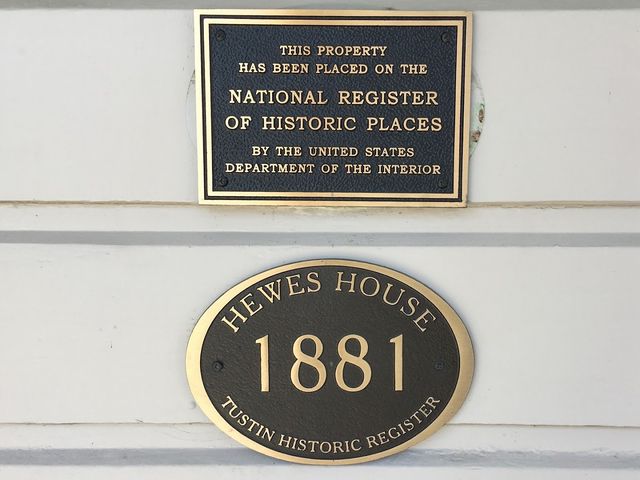 THIS PROPERTY
HAS BEEN PLACED ON THE
NATIONAL REGISTER
OF HISTORIC PLACES
BY THE UNITED STATES
DEPARTMENT OF THE INTERIOR
HEWES HOUSE
1881
TUSTIN HISTORIC REGISTER